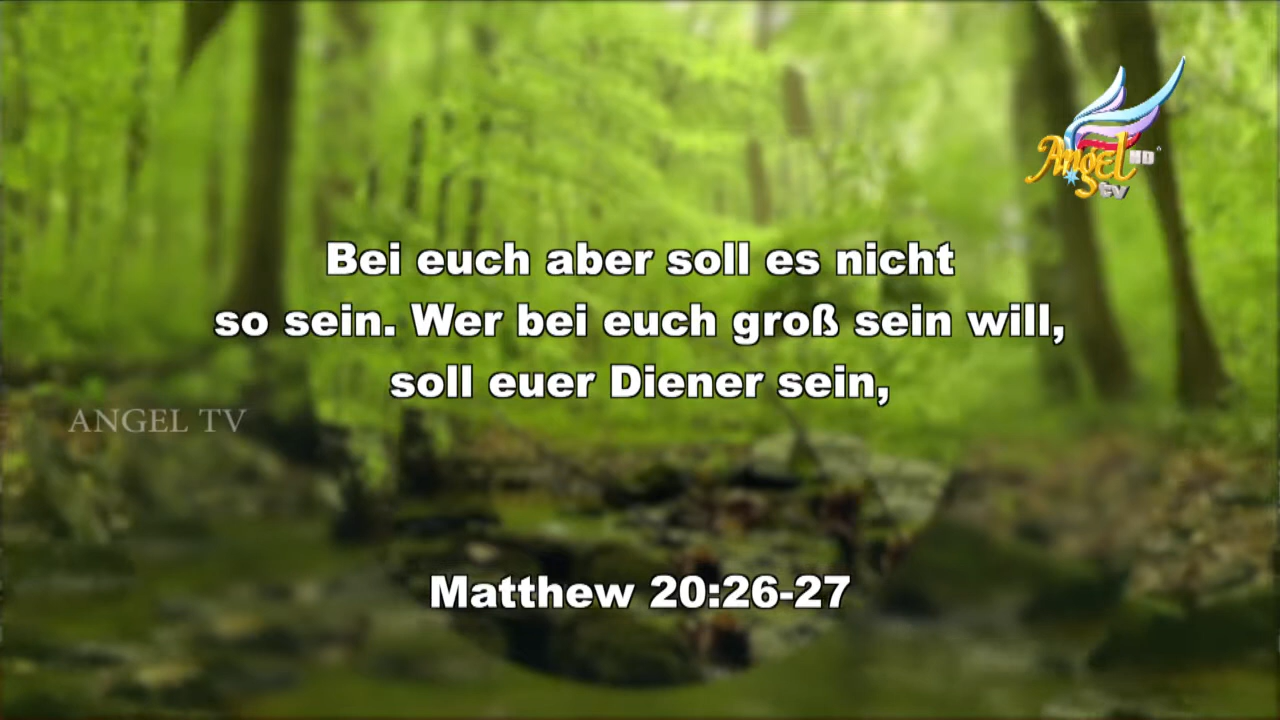 Angel HD
tv
Bei euch aber soll es nicht
so sein. Wer bei euch groß sein will,
soll euer Diener sein,
ANGEL TV
Matthew 20:26-27